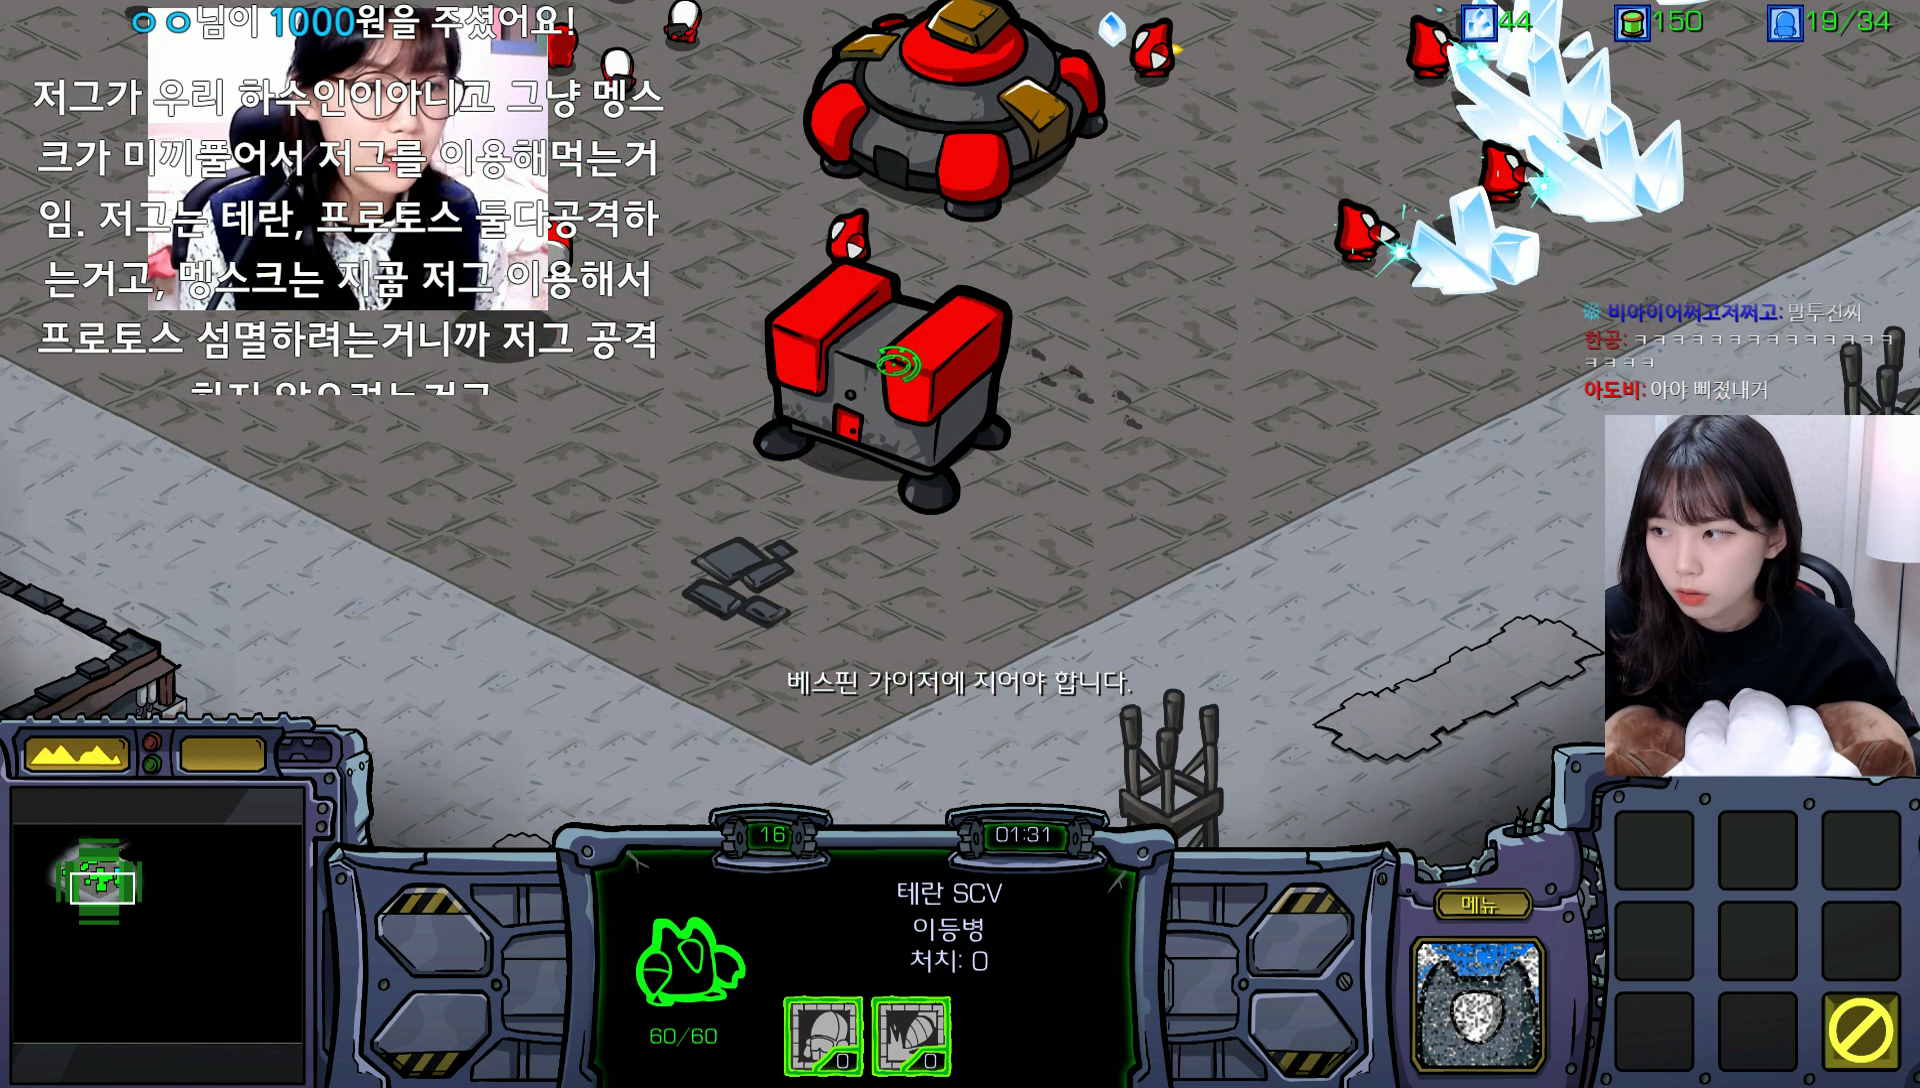 ㅇㅇ님이 1000원을 주셨어요!
저그가 우리 하수인이아니고 그냥 멩스
크가 미끼풀어서 저그를 이용해먹는거
임. 저그는 테란, 프로토스 둘다공격하
는거고, 멩스크는 지금 저그 이용해서
프로토스 섬멸하려는거니까 저그 공격
44
150
19/34
비아이어쩌고저쩌고: 말투진씨
한공: ㅋㅋㅋㅋㅋㅋㅋㅋㅋㅋㅋㅋㅋㅋ
ㅋㅋㅋㅋ
아도비: 아야 삐졌내거
베스핀 가이저에 지어야 합니다.
16
01:31
테란 SCV
이등병
처치: 0
60/60
0
0
메뉴